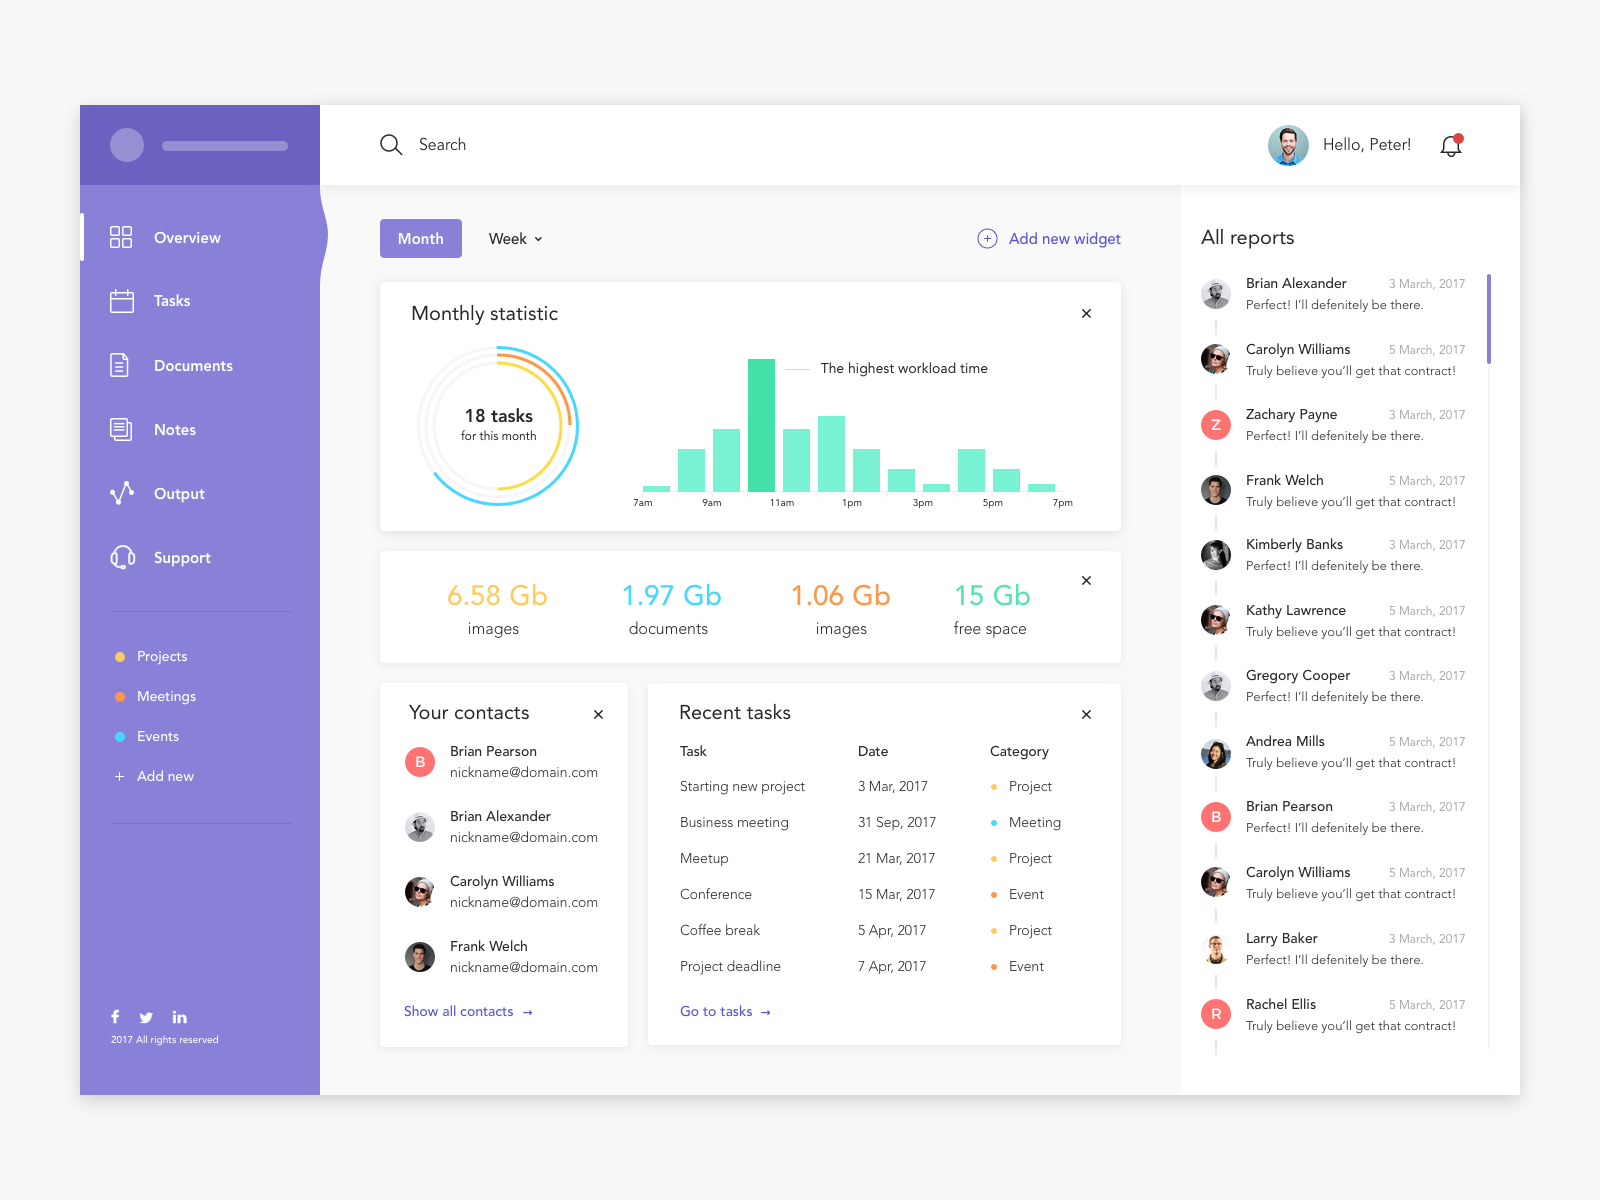 Search
Hello, Peter!
Overview
Tasks
Documents
Notes
Output
Support
Projects
Meetings
Events
+ Add new
2017 All rights reserved
Month
Week
Add new widget
Monthly statistic
18 tasks
for this month
The highest workload time
7am 9am 11am 1pm 3pm 5pm 7pm
6.58 Gb 1.97 Gb 1.06 Gb 15 Gb
images documents images free space
Your contacts
B
Brian Pearson
nickname@domain.com
Brian Alexander
nickname@domain.com
Carolyn Williams
nickname@domain.com
Frank Welch
nickname@domain.com
Show all contacts →
Recent tasks
Task Date Category
Starting new project 3 Mar, 2017 Project
Business meeting 31 Sep, 2017 Meeting
Meetup 21 Mar, 2017 Project
Conference 15 Mar, 2017 Event
Coffee break 5 Apr, 2017 Project
Project deadline 7 Apr, 2017 Event
Go to tasks →
All reports
Brian Alexander 3 March, 2017
Perfect! I'll defenitely be there.
Carolyn Williams 5 March, 2017
Truly believe you'll get that contract!
Z
Zachary Payne 3 March, 2017
Perfect! I'll defenitely be there.
Frank Welch 5 March, 2017
Truly believe you'll get that contract!
Kimberly Banks 3 March, 2017
Perfect! I'll defenitely be there.
Kathy Lawrence 5 March, 2017
Truly believe you'll get that contract!
Gregory Cooper 3 March, 2017
Perfect! I'll defenitely be there.
Andrea Mills 5 March, 2017
Truly believe you'll get that contract!
B
Brian Pearson 3 March, 2017
Perfect! I'll defenitely be there.
Carolyn Williams 5 March, 2017
Truly believe you'll get that contract!
Larry Baker 3 March, 2017
Perfect! I'll defenitely be there.
R
Rachel Ellis 5 March, 2017
Truly believe you'll get that contract!